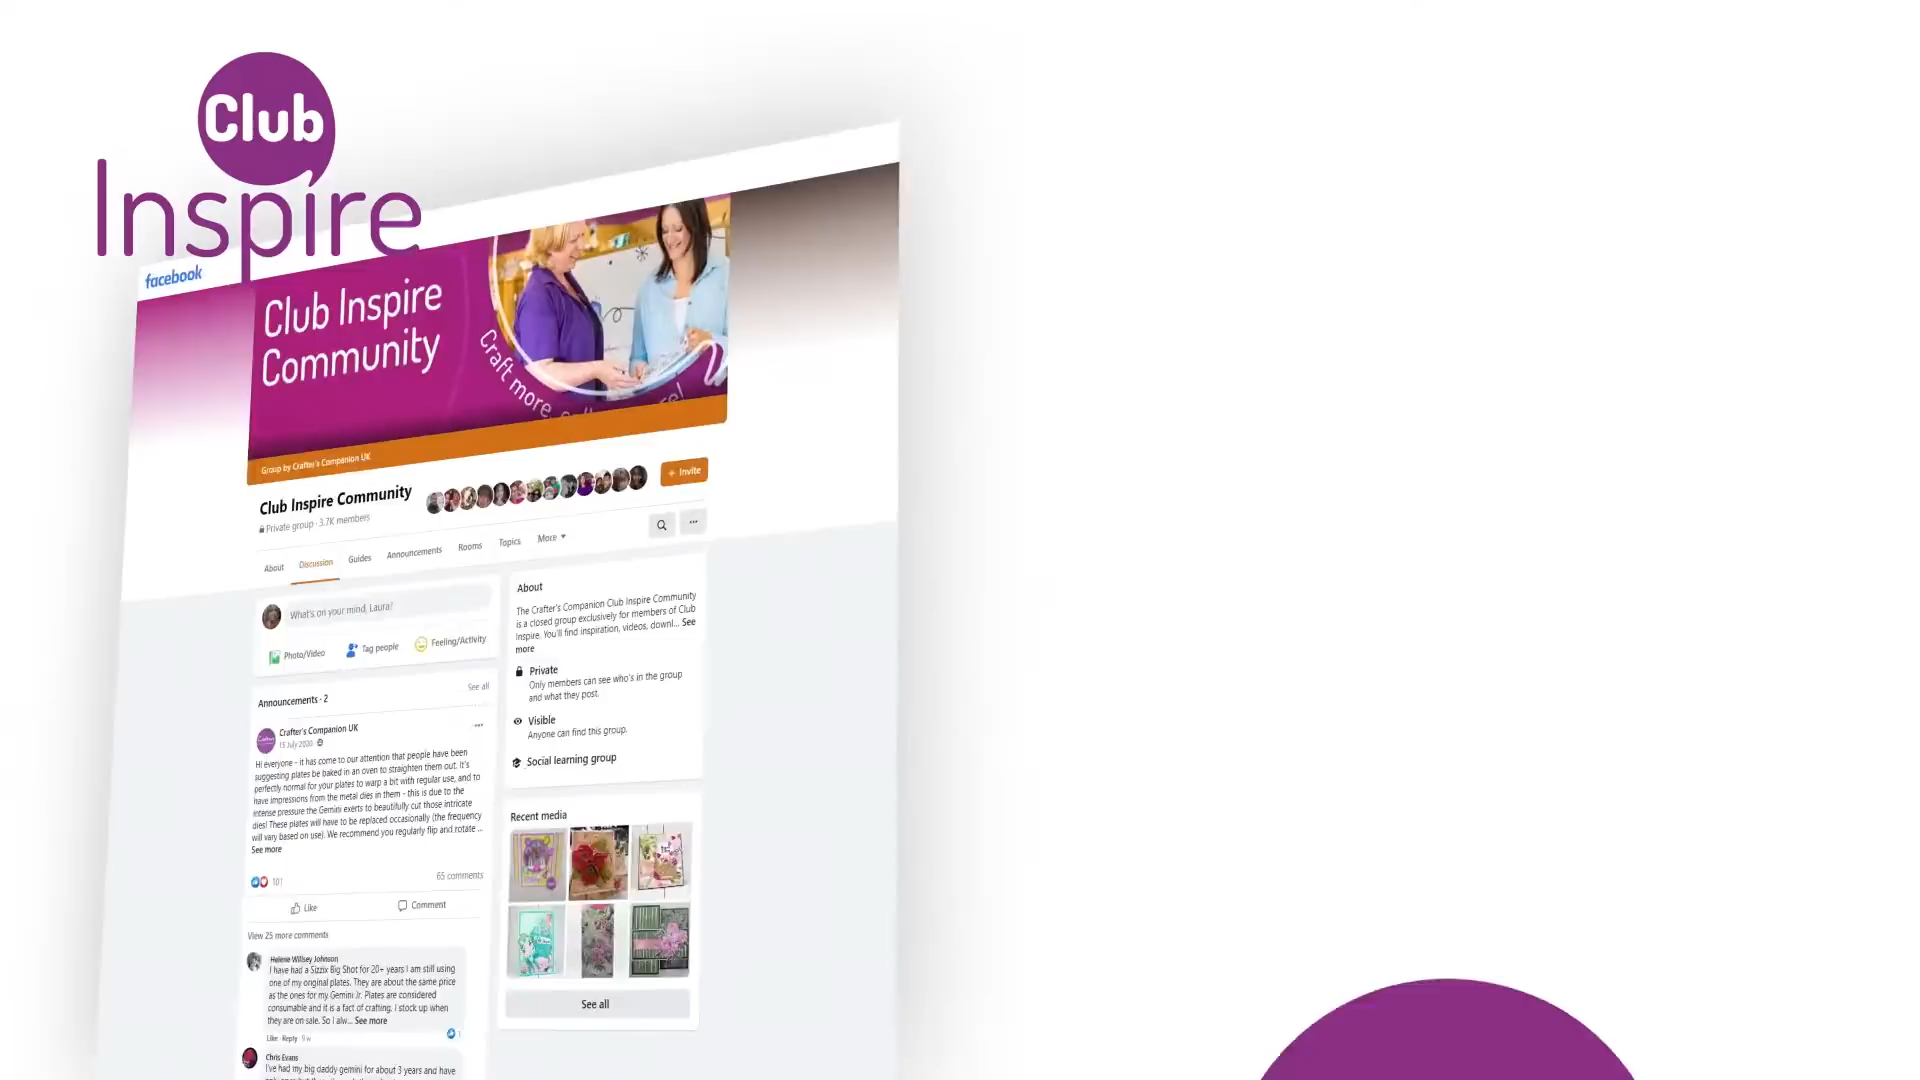 Club
Inspire
facebook
Club Inspire
Community
Craft more,
Group by Crafter's Companion UK
Club Inspire Community
Private group · 3.7K members
+ Invite
About
Discussion
Guides
Announcements
Rooms
Topics
More
What's on your mind, Laura?
Photo/Video
Tag people
Feeling/Activity
Announcements · 2
See all
Crafter's Companion UK
15 July 2020
Hi everyone - it has come to our attention that people have been
suggesting plates be baked in an oven to straighten them out. It's
perfectly normal for your plates to warp a bit with regular use, and to
have impressions from the metal dies in them - this is due to the
intense pressure the Gemini exerts to beautifully cut those intricate
dies! These plates will have to be replaced occasionally (the frequency
will vary based on use). We recommend you regularly flip and rotate ...
See more
101
65 comments
Like
Comment
View 25 more comments
Helene Willsey Johnson
I have had a Sizzix Big Shot for 20+ years I am still using
one of my original plates. They are about the same price
as the ones for my Gemini Jr. Plates are considered
consumable and it is a fact of crafting. I stock up when
they are on sale. So I alw... See more
Like · Reply · 9 w
1
Chris Evans
I've had my big daddy gemini for about 3 years and have
About
The Crafter's Companion Club Inspire Community
is a closed group exclusively for members of Club
Inspire. You'll find inspiration, videos, downl... See
more
Private
Only members can see who's in the group
and what they post.
Visible
Anyone can find this group.
Social learning group
Recent media
See all